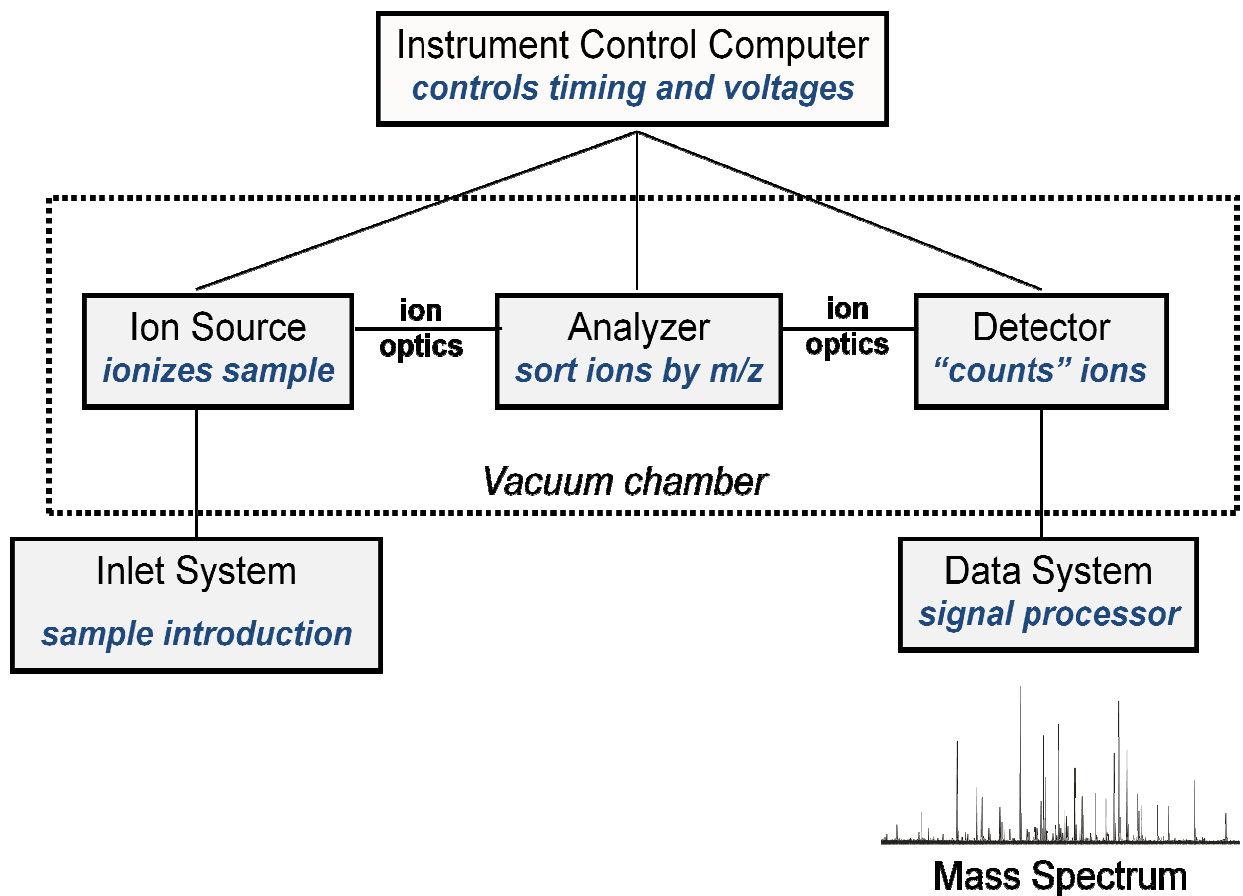 Instrument Control Computer
controls timing and voltages
Ion Source
ionizes sample
ion
optics
Analyzer
sort ions by m/z
ion
optics
Detector
“counts” ions
Vacuum chamber
Inlet System
sample introduction
Data System
signal processor
Mass Spectrum